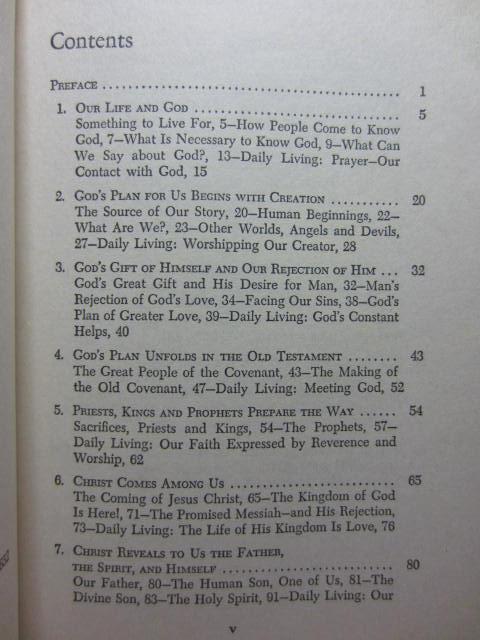 Contents
PREFACE ............................................ 1
1. OUR LIFE AND GOD ............................... 5
Something to Live For, 5—How People Come to Know
God, 7—What Is Necessary to Know God, 9—What Can
We Say about God?, 13—Daily Living: Prayer—Our
Contact with God, 15
2. GOD'S PLAN FOR US BEGINS WITH CREATION ........... 20
The Source of Our Story, 20—Human Beginnings, 22—
What Are We?, 23—Other Worlds, Angels and Devils,
27—Daily Living: Worshipping Our Creator, 28
3. GOD'S GIFT OF HIMSELF AND OUR REJECTION OF HIM ... 32
God's Great Gift and His Desire for Man, 32—Man's
Rejection of God's Love, 34—Facing Our Sins, 38—God's
Plan of Greater Love, 39—Daily Living: God's Constant
Helps, 40
4. GOD'S PLAN UNFOLDS IN THE OLD TESTAMENT ........ 43
The Great People of the Covenant, 43—The Making of
the Old Covenant, 47—Daily Living: Meeting God, 52
5. PRIESTS, KINGS AND PROPHETS PREPARE THE WAY ...... 54
Sacrifices, Priests and Kings, 54—The Prophets, 57—
Daily Living: Our Faith Expressed by Reverence and
Worship, 62
6. CHRIST COMES AMONG US ........................ 65
The Coming of Jesus Christ, 65—The Kingdom of God
Is Here!, 71—The Promised Messiah—and His Rejection,
73—Daily Living: The Life of His Kingdom Is Love, 76
7. CHRIST REVEALS TO US THE FATHER,
THE SPIRIT, AND HIMSELF .......................... 80
Our Father, 80—The Human Son, One of Us, 81—The
Divine Son, 83—The Holy Spirit, 91—Daily Living: Our
v